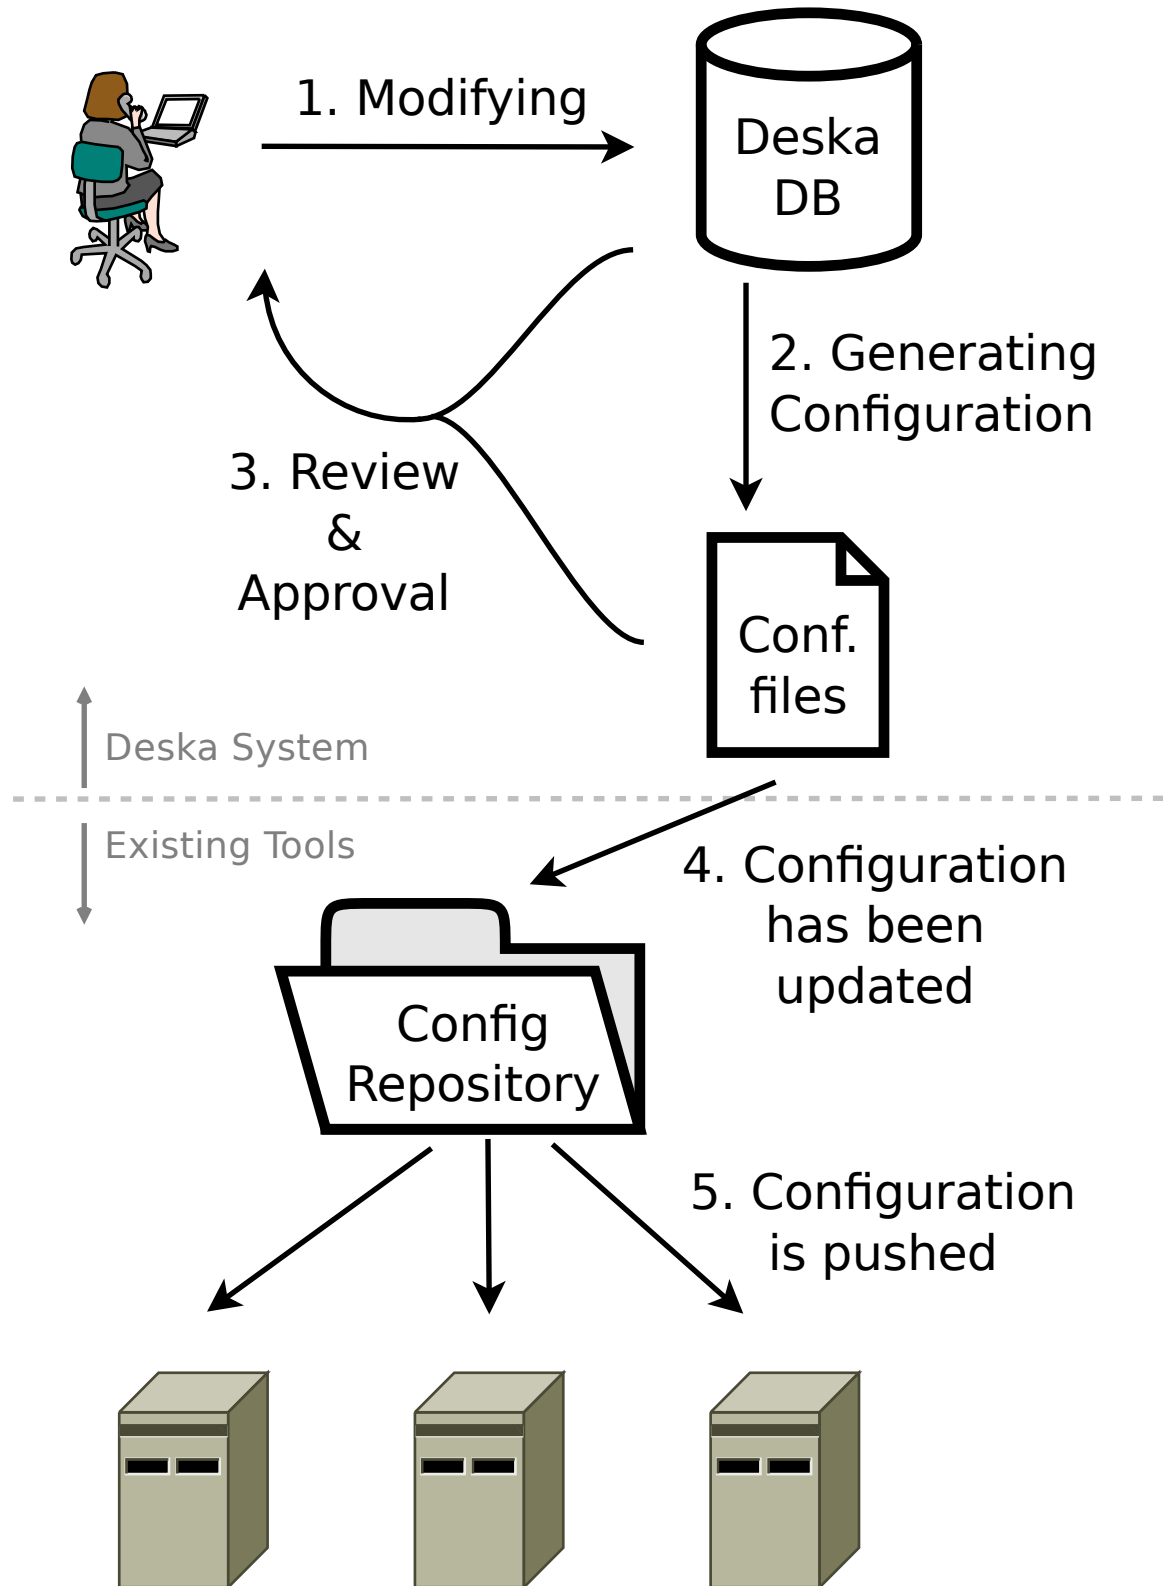 1. Modifying
Deska
DB
2. Generating
Configuration
3. Review
&
Approval
Conf.
files
Deska System
Existing Tools
4. Configuration
has been
updated
Config
Repository
5. Configuration
is pushed